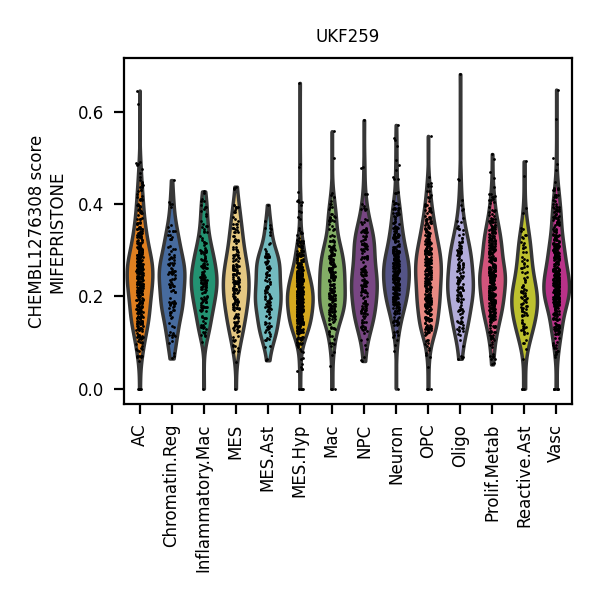 UKF259
CHEMBL1276308 score
MIFEPRISTONE
0.6
0.4
0.2
0.0
AC
Chromatin.Reg
Inflammatory.Mac
MES
MES.Ast
MES.Hyp
Mac
NPC
Neuron
OPC
Oligo
Prolif.Metab
Reactive.Ast
Vasc